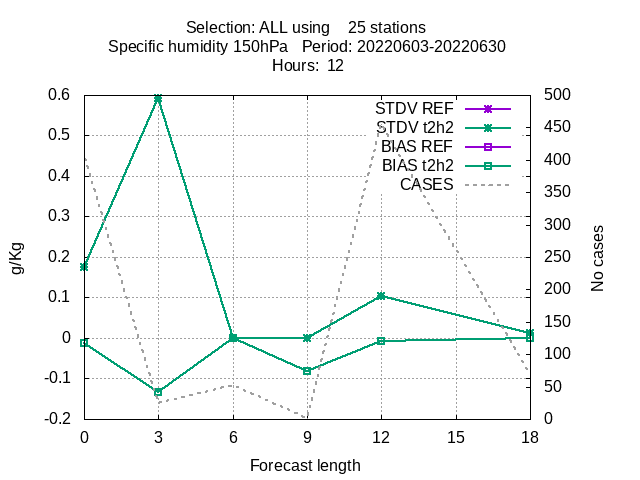 Selection: ALL using    25 stations
Specific humidity 150hPa   Period: 20220603-20220630
Hours: 12
STDV REF
STDV t2h2
BIAS REF
BIAS t2h2
CASES
0.6
0.5
0.4
0.3
0.2
0.1
0
-0.1
-0.2
g/Kg
500
450
400
350
300
250
200
150
100
50
0
No cases
0 3 6 9 12 15 18
Forecast length